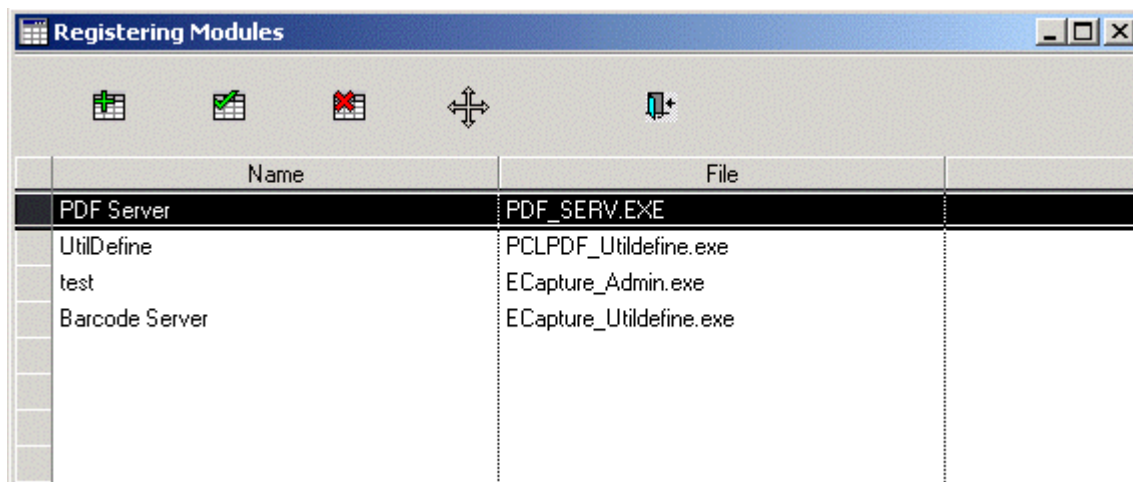 Registering Modules
Name File
PDF Server PDF_SERV.EXE
UtilDefine PCLPDF_Utildefine.exe
test ECapture_Admin.exe
Barcode Server ECapture_Utildefine.exe